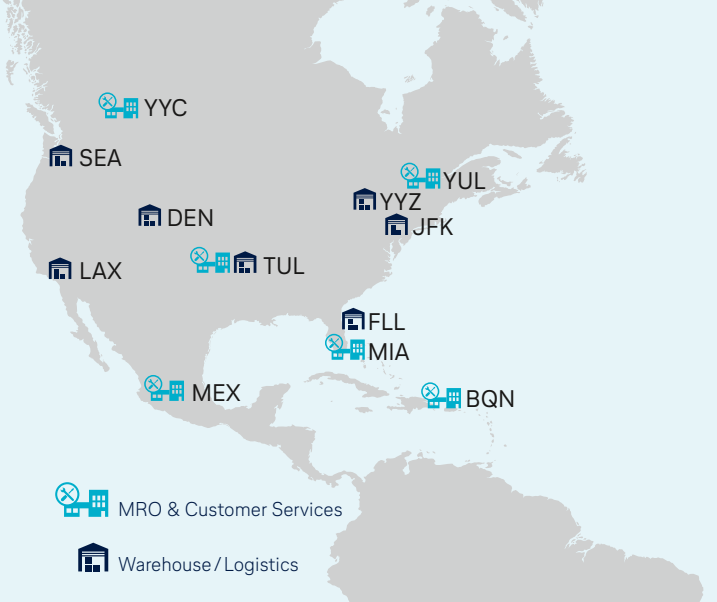 YYC
SEA
YUL
YYZ
DEN
JFK
TUL
LAX
FLL
MIA
MEX
BQN
MRO & Customer Services
Warehouse/Logistics